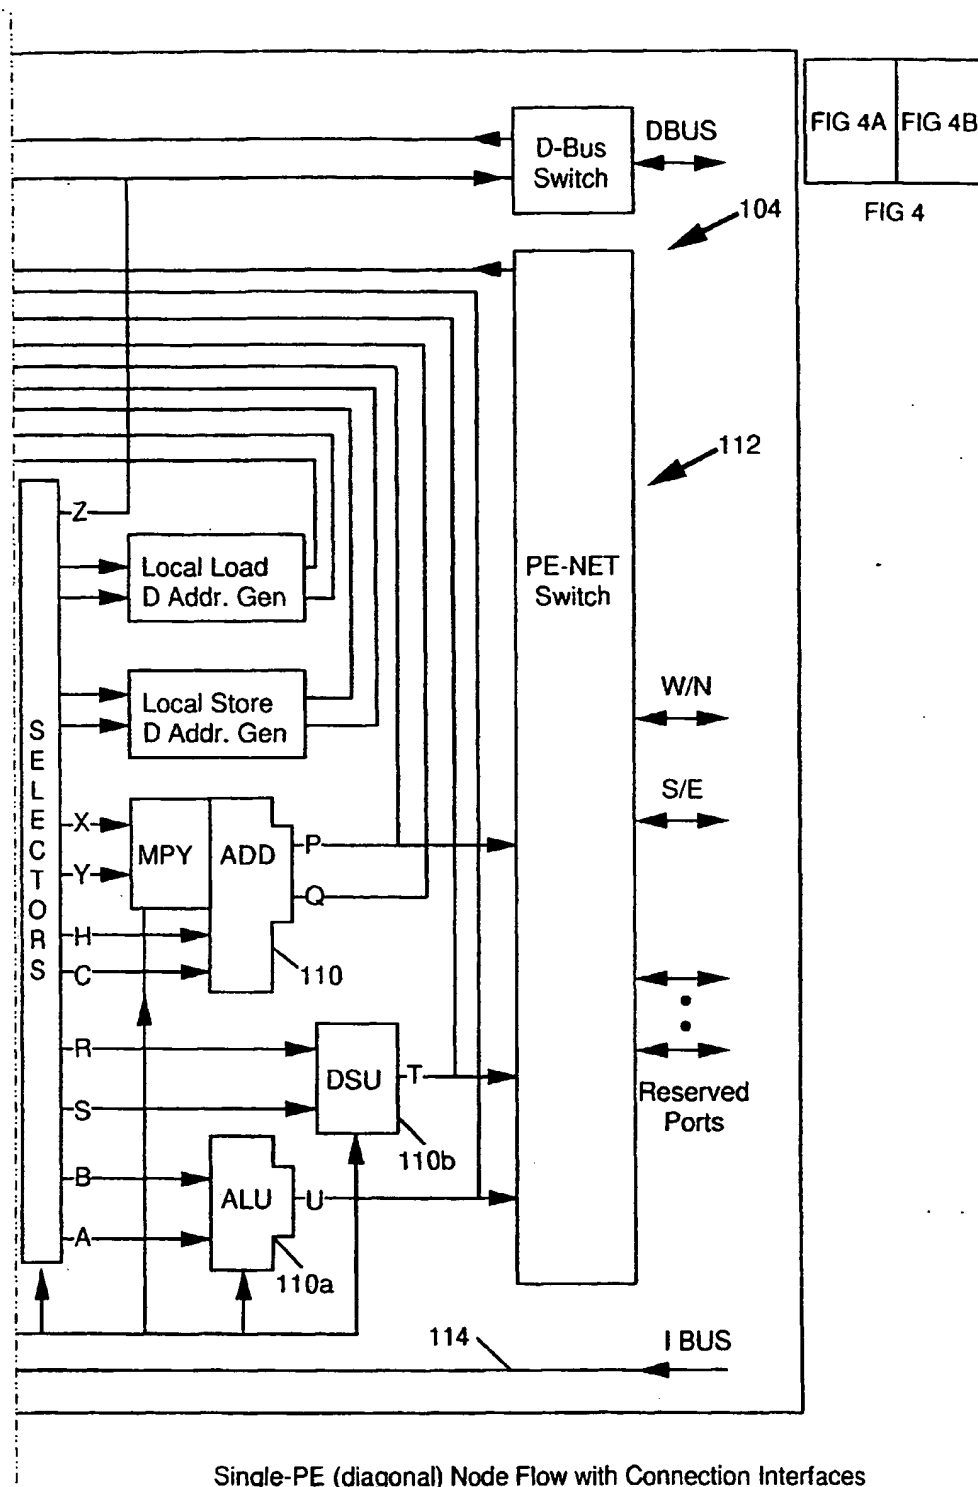 D-Bus
Switch
DBUS
FIG 4A
FIG 4B
FIG 4
104
112
Z
Local Load
D Addr. Gen
PE-NET
Switch
Local Store
D Addr. Gen
W/N
S/E
SELECTORS
X
Y
H
C
MPY
ADD
P
Q
110
R
S
DSU
T
110b
Reserved
Ports
B
A
ALU
U
110a
114
I BUS
Single-PE (diagonal) Node Flow with Connection Interfaces